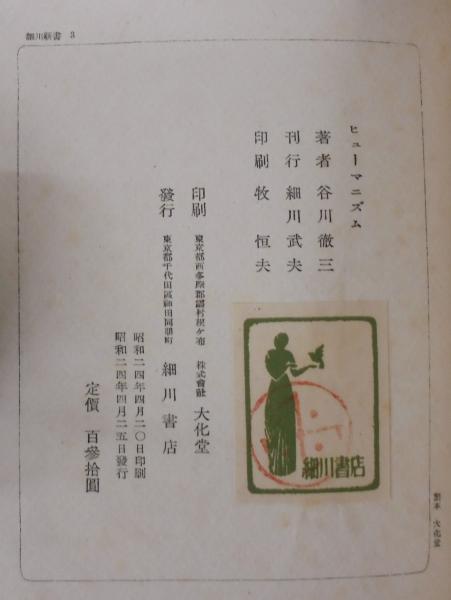 細川新書 3
ヒューマニズム
著者 谷川徹三
刊行 細川武夫
印刷 牧 恒夫
印刷 東京都西多摩郡調布村根ケ布 株式會社 大化堂
發行 東京都千代田區神田 細川書店
昭和二四年四月二〇日印刷
昭和二四年四月二五日發行
定價 百參拾圓
細川書店
製本 大化堂